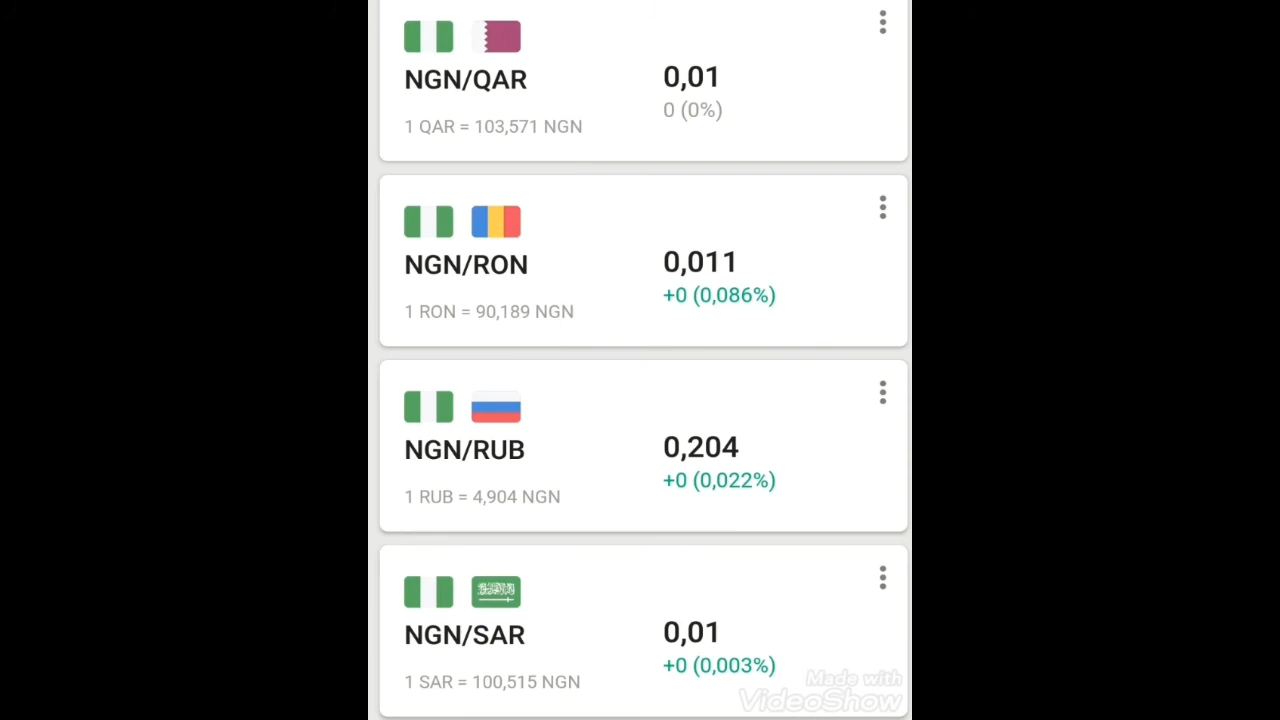 NGN/QAR
0,01
0 (0%)
1 QAR = 103,571 NGN
NGN/RON
0,011
+0 (0,086%)
1 RON = 90,189 NGN
NGN/RUB
0,204
+0 (0,022%)
1 RUB = 4,904 NGN
NGN/SAR
0,01
+0 (0,003%)
1 SAR = 100,515 NGN
Made with
VideoShow